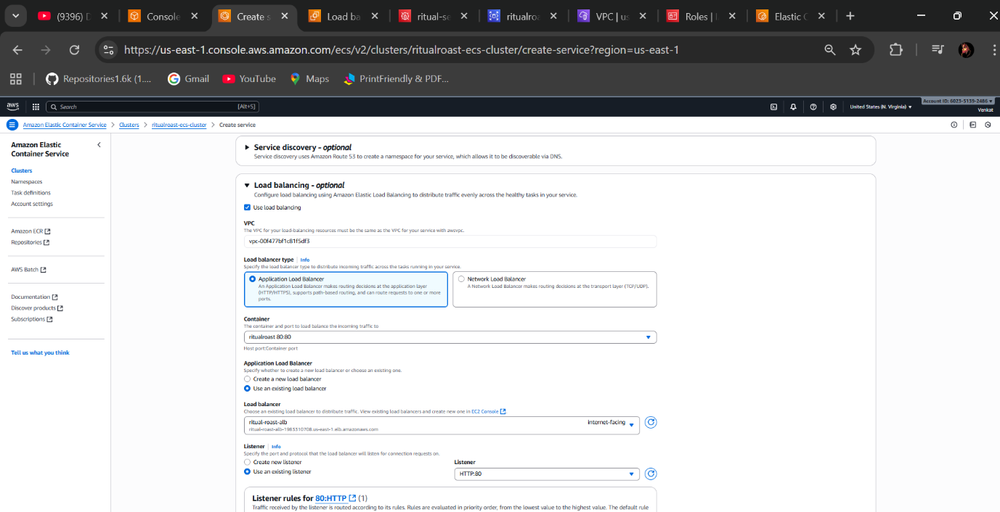 (9396) D
Console
Create s
Load ba
ritual-se
ritualroa
VPC | us
Roles | I
Elastic C
https://us-east-1.console.aws.amazon.com/ecs/v2/clusters/ritualroast-ecs-cluster/create-service?region=us-east-1
Repositories1.6k (1....
Gmail
YouTube
Maps
PrintFriendly & PDF...
aws
Search
[Alt+S]
United States (N. Virginia)
Account ID: 6023-5139-2486
Venkat
Amazon Elastic Container Service
Clusters
ritualroast-ecs-cluster
Create service
Amazon Elastic
Container Service
Clusters
Namespaces
Task definitions
Account settings
Amazon ECR
Repositories
AWS Batch
Documentation
Discover products
Subscriptions
Tell us what you think
Service discovery - optional
Service discovery uses Amazon Route 53 to create a namespace for your service, which allows it to be discoverable via DNS.
Load balancing - optional
Configure load balancing using Amazon Elastic Load Balancing to distribute traffic evenly across the healthy tasks in your service.
Use load balancing
VPC
The VPC for your load-balancing resources must be the same as the VPC for your service with awsvpc.
vpc-00f477bf1c81f5df3
Load balancer type Info
Specify the load balancer type to distribute incoming traffic across the tasks running in your service.
Application Load Balancer
An Application Load Balancer makes routing decisions at the application layer
(HTTP/HTTPS), supports path-based routing, and can route requests to one or more
ports.
Network Load Balancer
A Network Load Balancer makes routing decisions at the transport layer (TCP/UDP).
Container
The container and port to load balance the incoming traffic to
ritualroast 80:80
Host port:Container port
Application Load Balancer
Specify whether to create a new load balancer or choose an existing one.
Create a new load balancer
Use an existing load balancer
Load balancer
Choose an existing load balancer to distribute traffic. View existing load balancers and create new one in EC2 Console
ritual-roast-alb
internet-facing
ritual-roast-alb-1983310708.us-east-1.elb.amazonaws.com
Listener Info
Specify the port and protocol that the load balancer will listen for connection requests on.
Create new listener
Use an existing listener
Listener
HTTP:80
Listener rules for 80:HTTP (1)
Traffic received by the listener is routed according to its rules. Rules are evaluated in priority order, from the lowest value to the highest value. The default rule